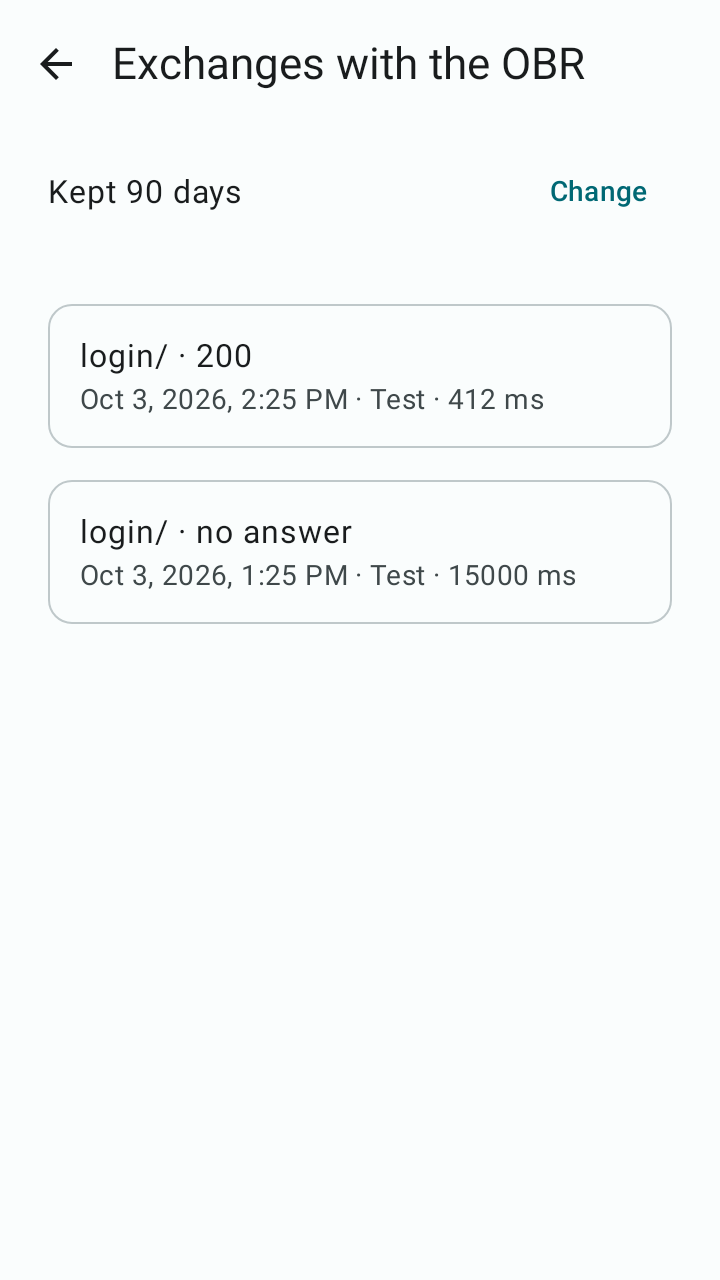 Exchanges with the OBR
Kept 90 days
Change
login/ · 200
Oct 3, 2026, 2:25 PM · Test · 412 ms
login/ · no answer
Oct 3, 2026, 1:25 PM · Test · 15000 ms